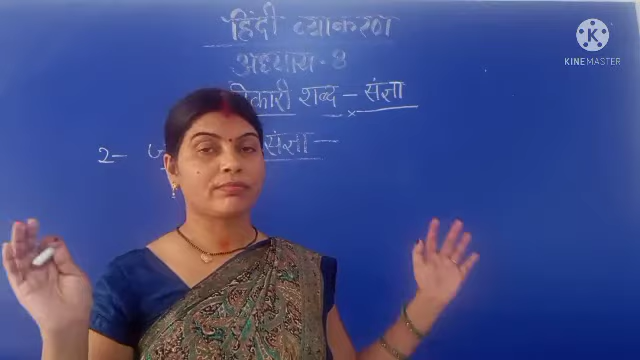 हिंदी व्याकरण
अध्याय - 8
शब्द - संज्ञा
2- संज्ञा -
KINEMASTER